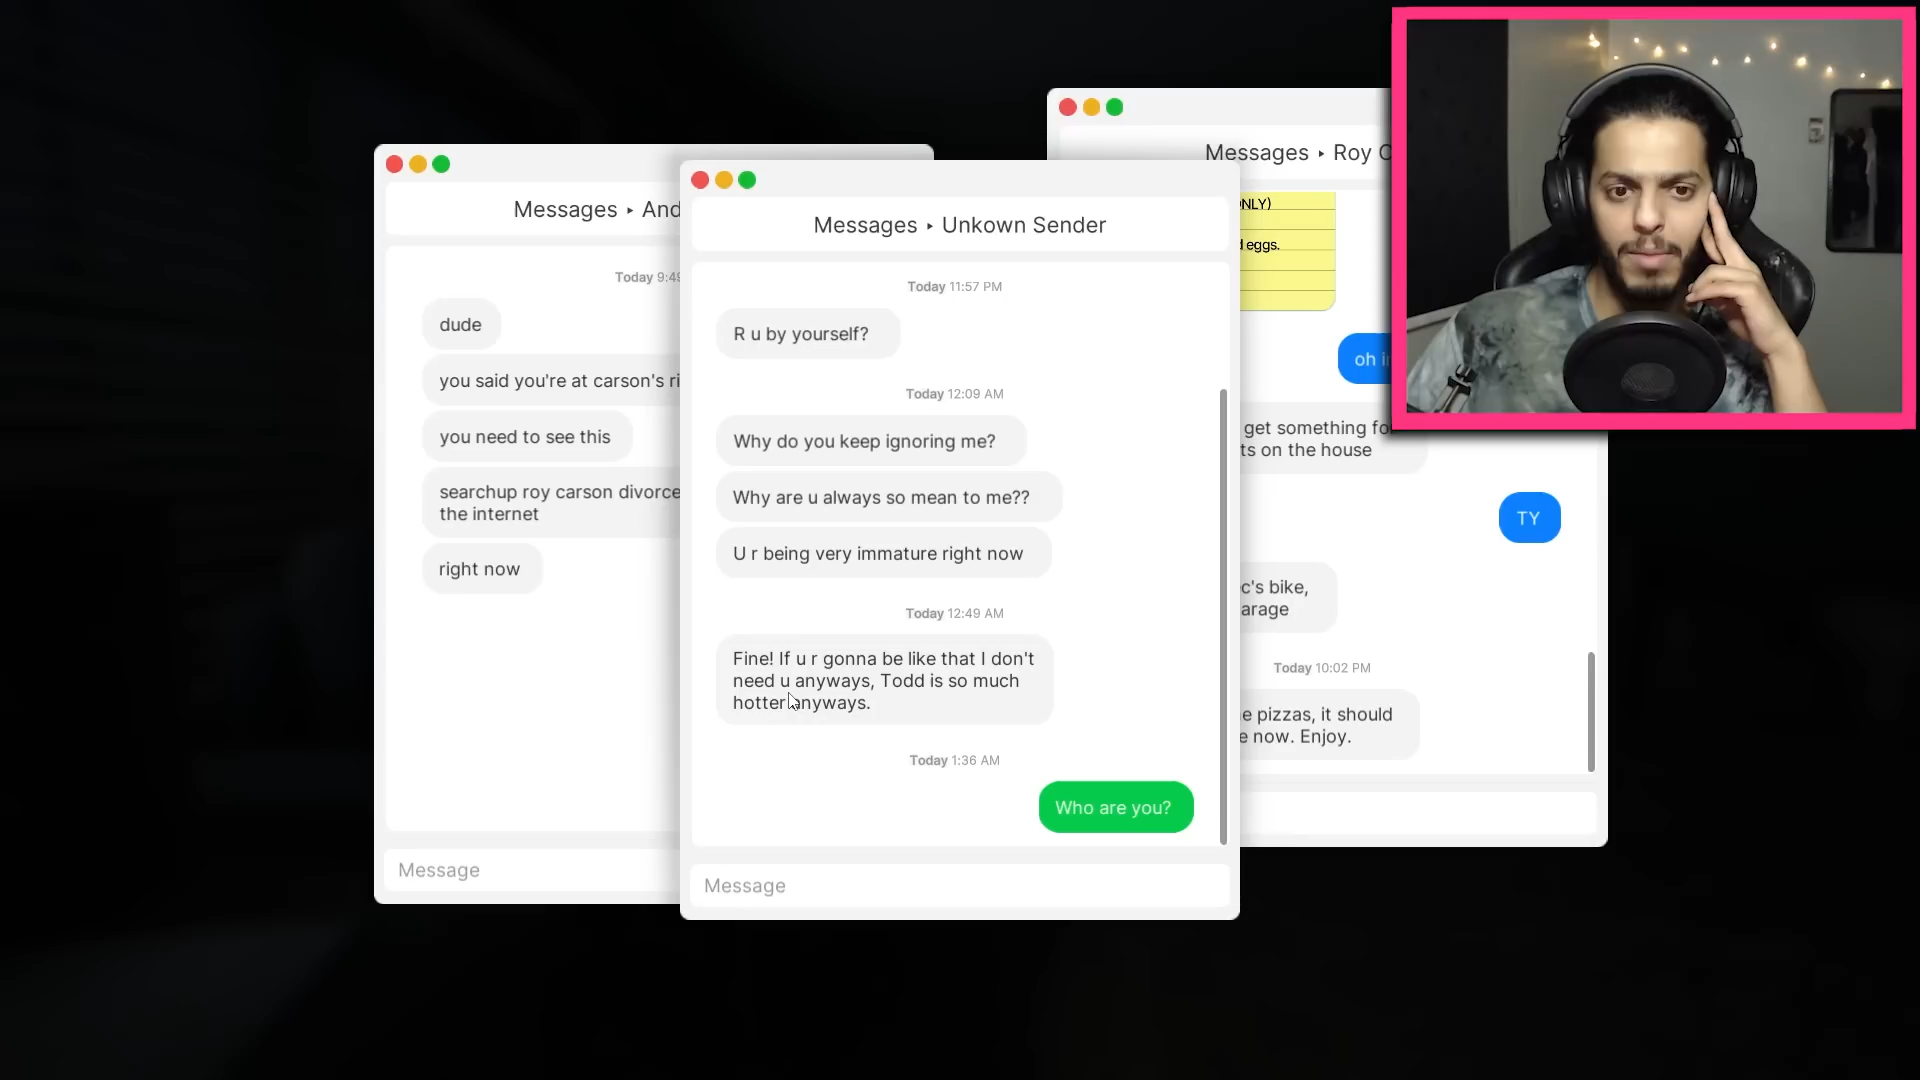 Messages ▸ And
Today 9:49
dude
you said you're at carson's ri
you need to see this
searchup roy carson divorce
the internet
right now
Message
Messages ▸ Unkown Sender
Today 11:57 PM
R u by yourself?
Today 12:09 AM
Why do you keep ignoring me?
Why are u always so mean to me??
U r being very immature right now
Today 12:49 AM
Fine! If u r gonna be like that I don't
need u anyways, Todd is so much
hotter anyways.
Today 1:36 AM
Who are you?
Message
Messages ▸ Roy C
ONLY)
d eggs.
oh i
get something fo
ts on the house
TY
c's bike,
arage
Today 10:02 PM
e pizzas, it should
e now. Enjoy.